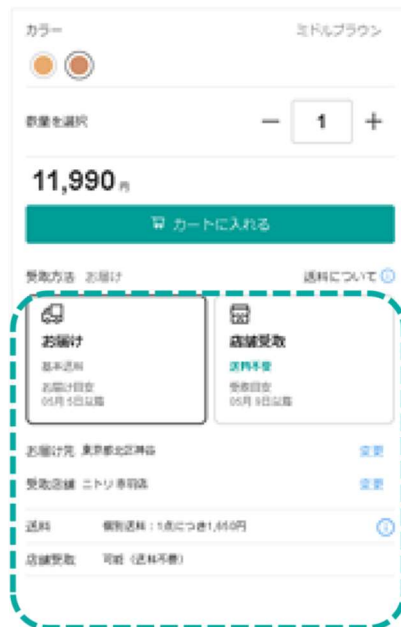 カラー ミドルブラウン
数量を選択 1
11,990 円
カートに入れる
受取方法 お届け 送料について
お届け
基本送料
お届け目安
05月 5日以降
店舗受取
送料不要
受取目安
05月 9日以降
お届け先 東京都北区神谷 変更
受取店舗 ニトリ 赤羽店 変更
送料 個別送料：1点につき1,650円
店舗受取 可能（送料不要）